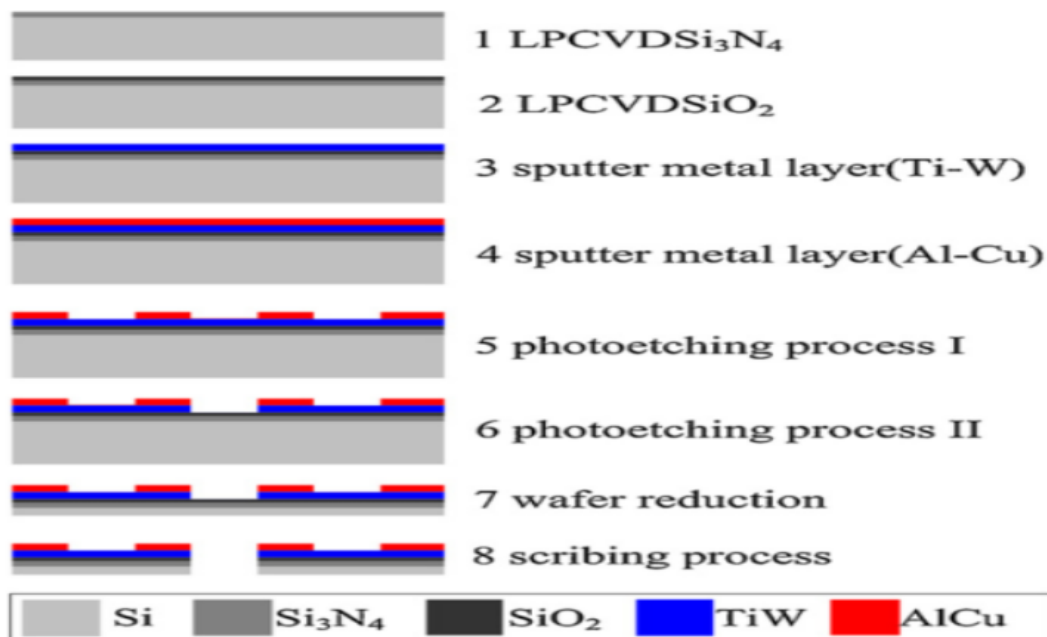 1 LPCVDSi₃N₄
2 LPCVDSiO₂
3 sputter metal layer(Ti-W)
4 sputter metal layer(Al-Cu)
5 photoetching process I
6 photoetching process II
7 wafer reduction
8 scribing process
Si Si₃N₄ SiO₂ TiW AlCu